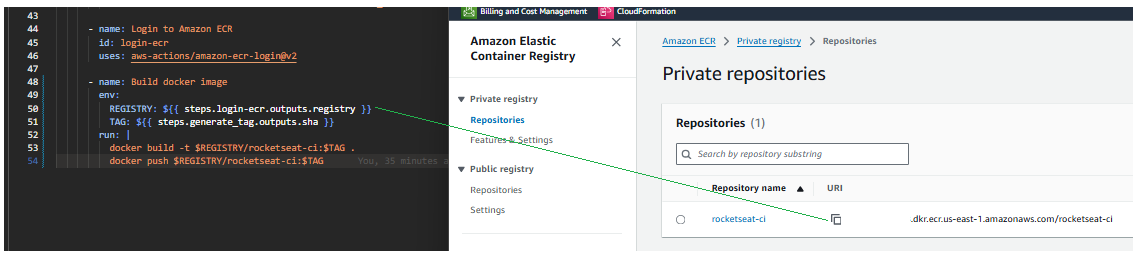 43
44 - name: Login to Amazon ECR
45 id: login-ecr
46 uses: aws-actions/amazon-ecr-login@v2
47
48 - name: Build docker image
49 env:
50 REGISTRY: ${{ steps.login-ecr.outputs.registry }}
51 TAG: ${{ steps.generate_tag.outputs.sha }}
52 run: |
53 docker build -t $REGISTRY/rocketseat-ci:$TAG .
54 docker push $REGISTRY/rocketseat-ci:$TAG You, 35 minutes a
Billing and Cost Management CloudFormation
Amazon Elastic
Container Registry
Private registry
Repositories
Features & Settings
Public registry
Repositories
Settings
Amazon ECR > Private registry > Repositories
Private repositories
Repositories (1)
Search by repository substring
Repository name URI
rocketseat-ci .dkr.ecr.us-east-1.amazonaws.com/rocketseat-ci